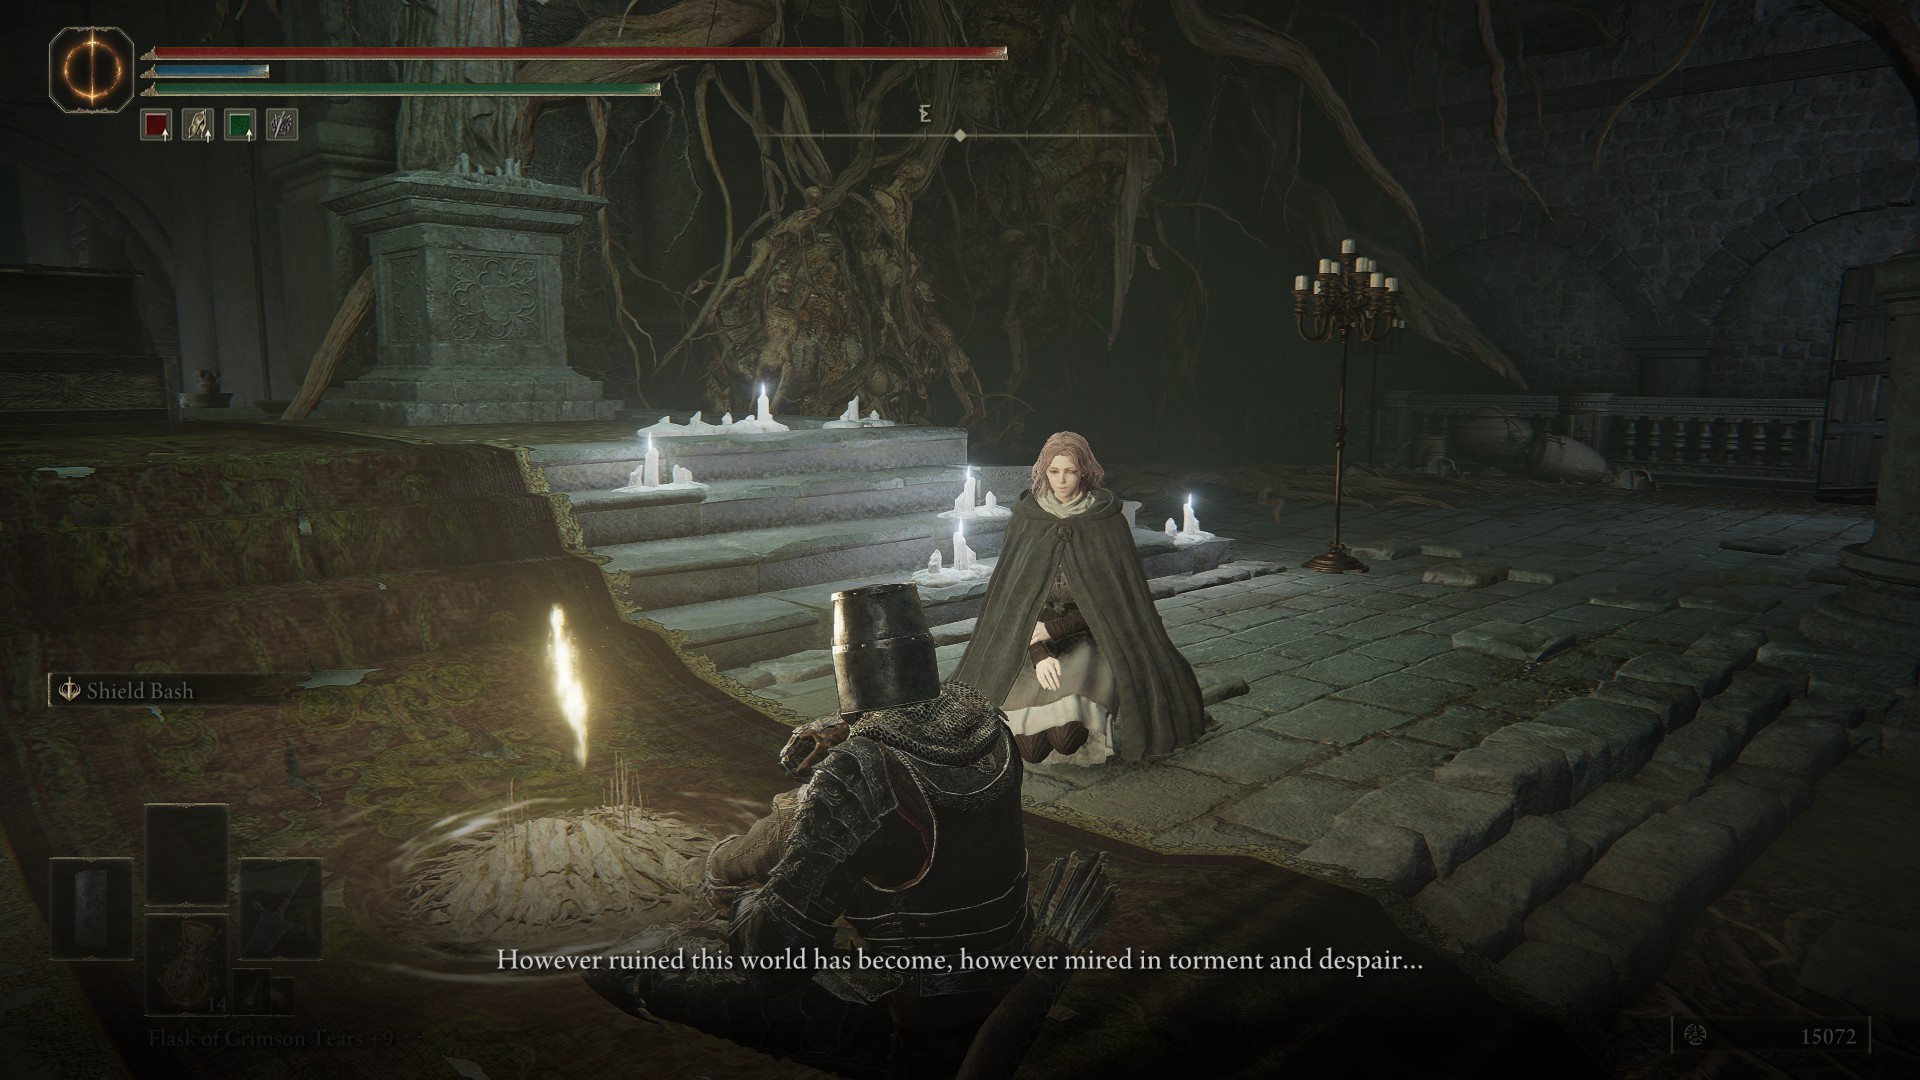 E
Shield Bash
However ruined this world has become, however mired in torment and despair...
14
Flask of Crimson Tears +9
15072